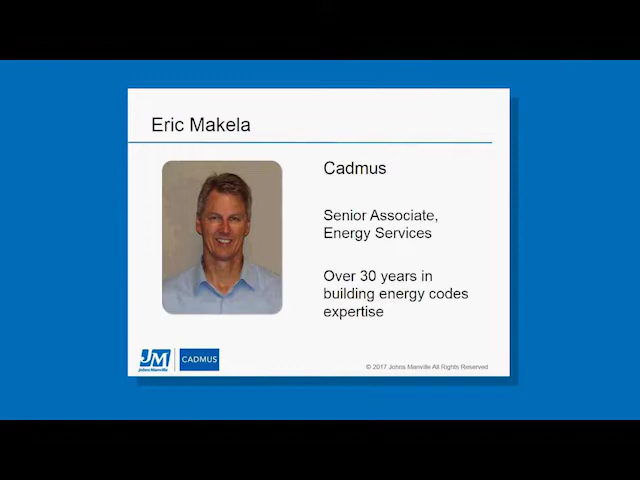 Eric Makela
Cadmus
Senior Associate,
Energy Services
Over 30 years in
building energy codes
expertise
JM
Johns Manville
CADMUS
© 2017 Johns Manville All Rights Reserved